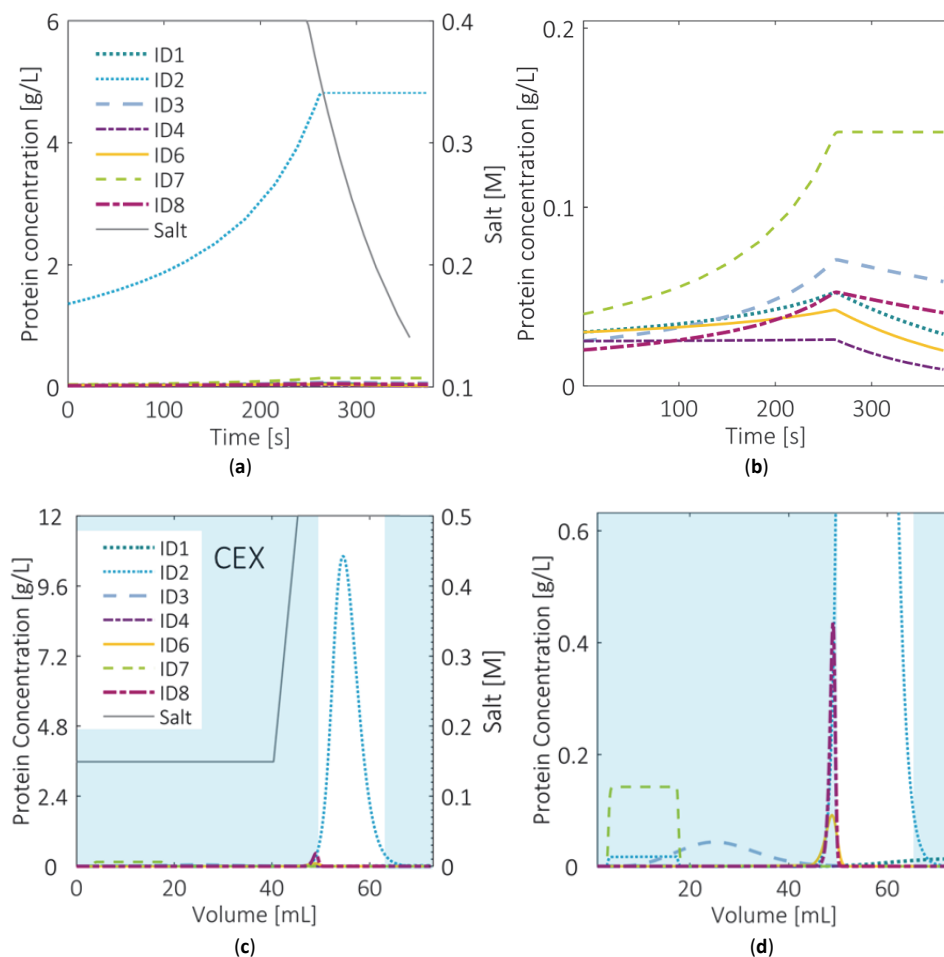 6
4
2
0
Protein concentration [g/L]
ID1
ID2
ID3
ID4
ID6
ID7
ID8
Salt
0.4
0.3
0.2
0.1
Salt [M]
0
100
200
300
Time [s]
(a)
0.2
0.1
0
Protein concentration [g/L]
100
200
300
Time [s]
(b)
12
9.6
7.2
4.8
2.4
0
Protein Concentration [g/L]
ID1
ID2
ID3
ID4
ID6
ID7
ID8
Salt
CEX
0.5
0.4
0.3
0.2
0.1
0
Salt [M]
0
20
40
60
Volume [mL]
(c)
0.6
0.4
0.2
0
Protein Concentration [g/L]
20
40
60
Volume [mL]
(d)